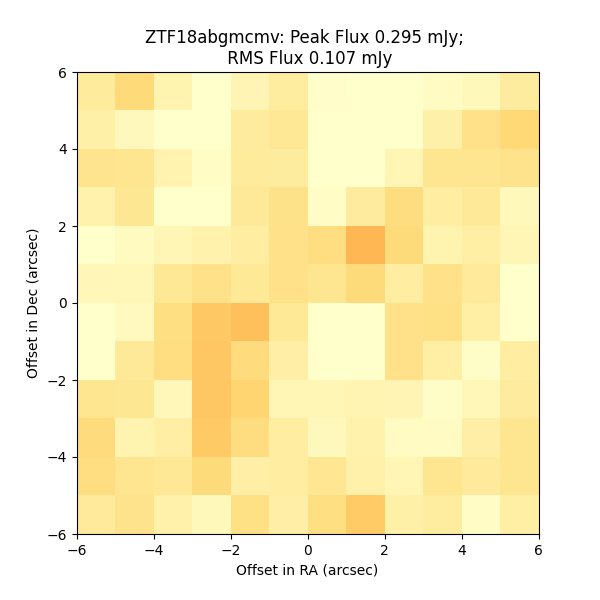 ZTF18abgmcmv: Peak Flux 0.295 mJy;
RMS Flux 0.107 mJy
6
4
2
0
−2
−4
−6
Offset in Dec (arcsec)
−6 −4 −2 0 2 4 6
Offset in RA (arcsec)